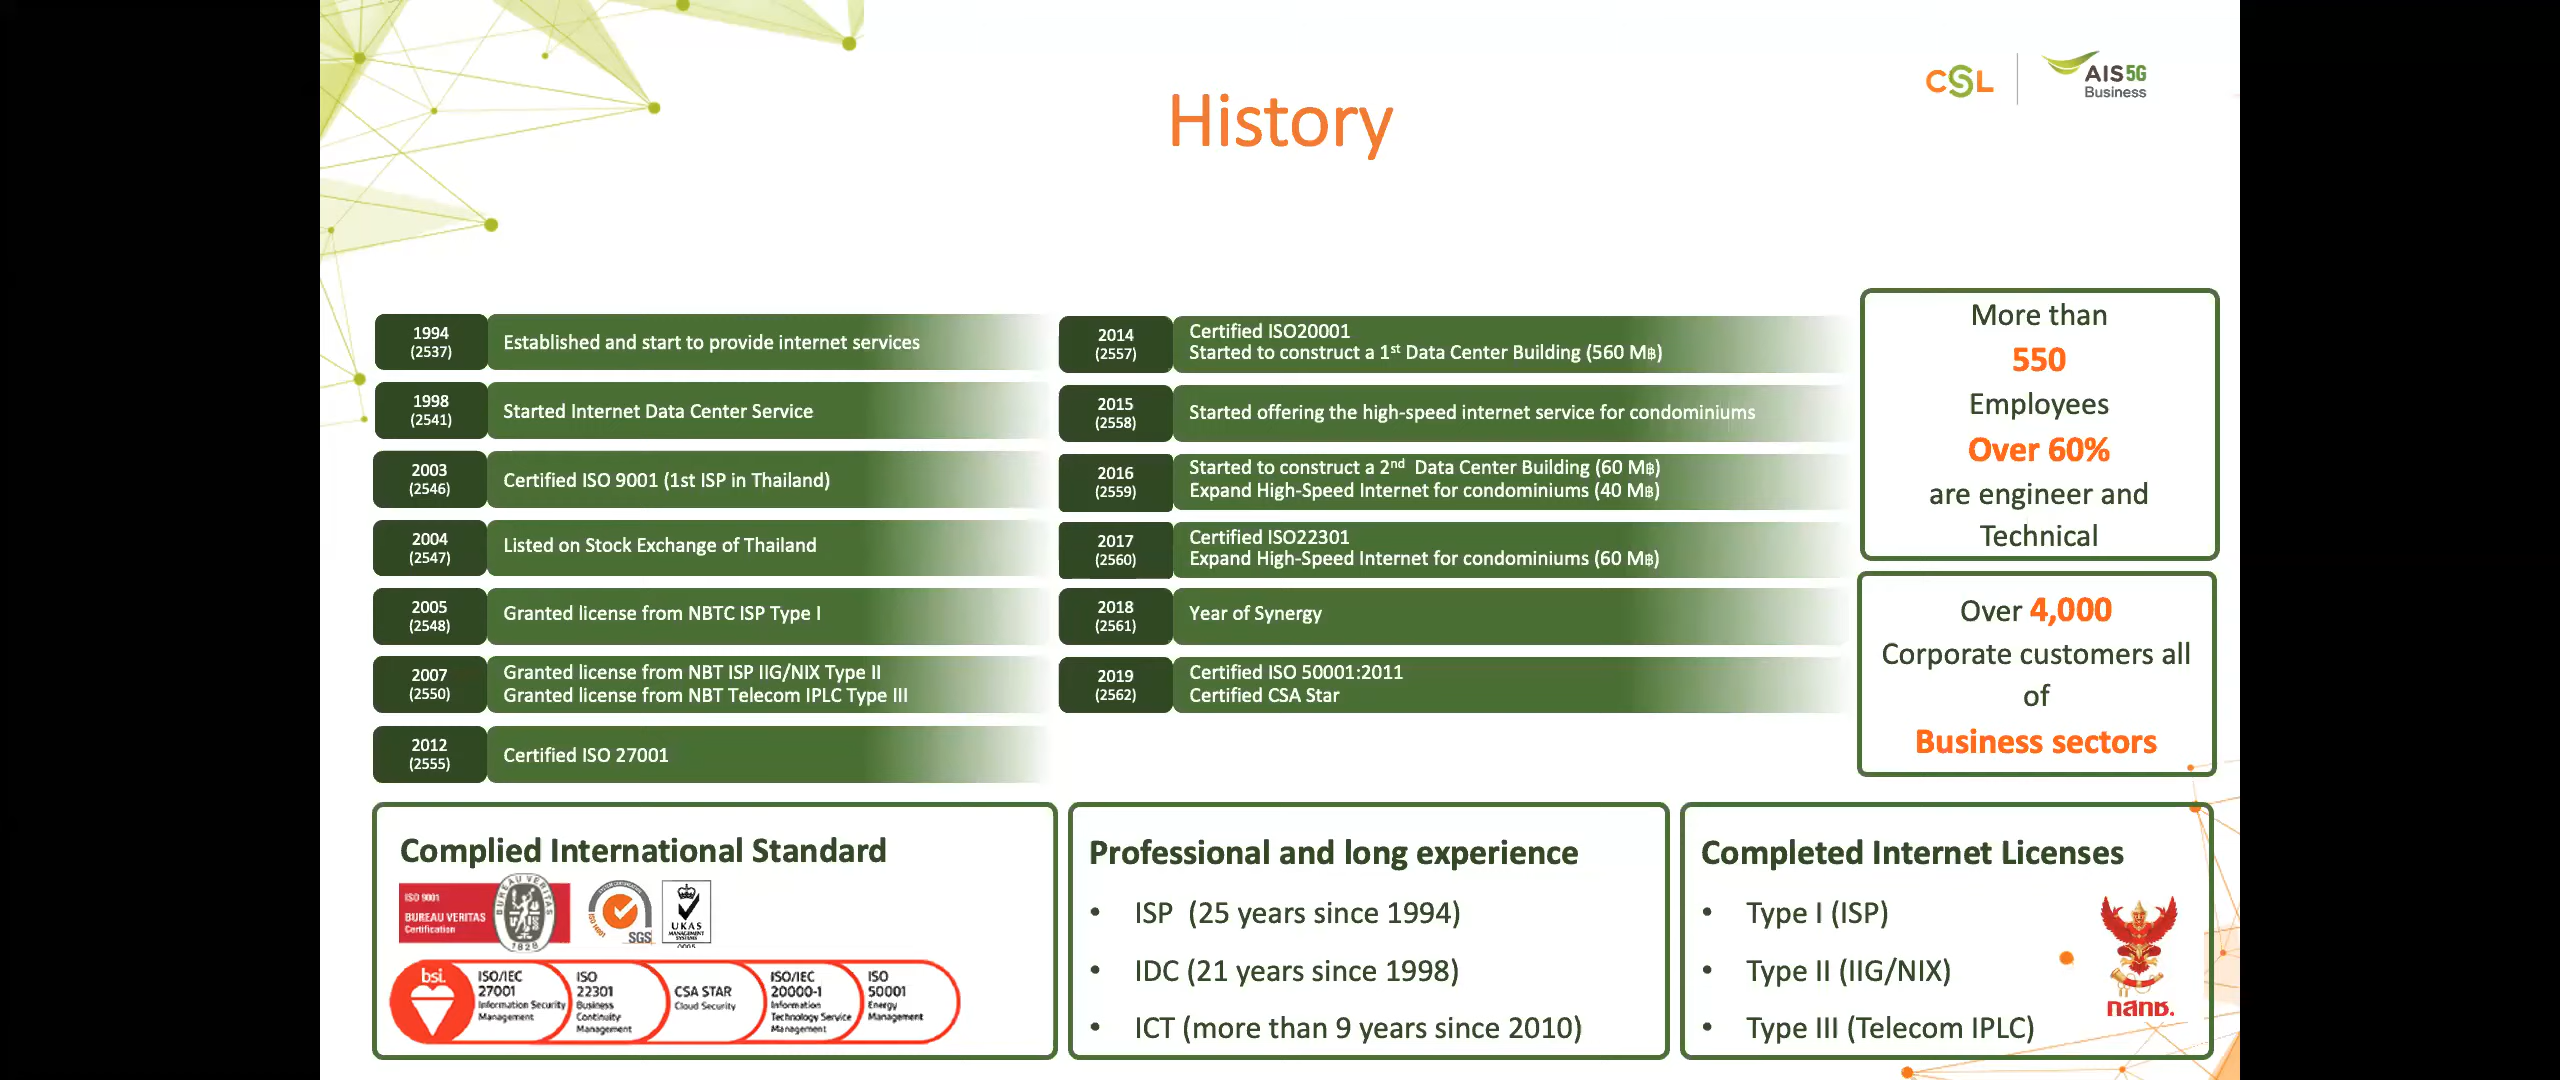 CSL
AIS 5G
Business
History
1994
(2537)
Established and start to provide internet services
1998
(2541)
Started Internet Data Center Service
2003
(2546)
Certified ISO 9001 (1st ISP in Thailand)
2004
(2547)
Listed on Stock Exchange of Thailand
2005
(2548)
Granted license from NBTC ISP Type I
2007
(2550)
Granted license from NBT ISP IIG/NIX Type II
Granted license from NBT Telecom IPLC Type III
2012
(2555)
Certified ISO 27001
2014
(2557)
Certified ISO20001
Started to construct a 1st Data Center Building (560 M฿)
2015
(2558)
Started offering the high-speed internet service for condominiums
2016
(2559)
Started to construct a 2nd Data Center Building (60 M฿)
Expand High-Speed Internet for condominiums (40 M฿)
2017
(2560)
Certified ISO22301
Expand High-Speed Internet for condominiums (60 M฿)
2018
(2561)
Year of Synergy
2019
(2562)
Certified ISO 50001:2011
Certified CSA Star
More than
550
Employees
Over 60%
are engineer and
Technical
Over 4,000
Corporate customers all
of
Business sectors
Complied International Standard
ISO 9001
BUREAU VERITAS
Certification
BUREAU VERITAS
1828
SGS
UKAS
MANAGEMENT
SYSTEMS
bsi.
ISO/IEC
27001
Information Security
Management
ISO
22301
Business
Continuity
Management
CSA STAR
Cloud Security
ISO/IEC
20000-1
Information
Technology Service
Management
ISO
50001
Energy
Management
Professional and long experience
• ISP (25 years since 1994)
• IDC (21 years since 1998)
• ICT (more than 9 years since 2010)
Completed Internet Licenses
• Type I (ISP)
• Type II (IIG/NIX)
• Type III (Telecom IPLC)
กสทช.